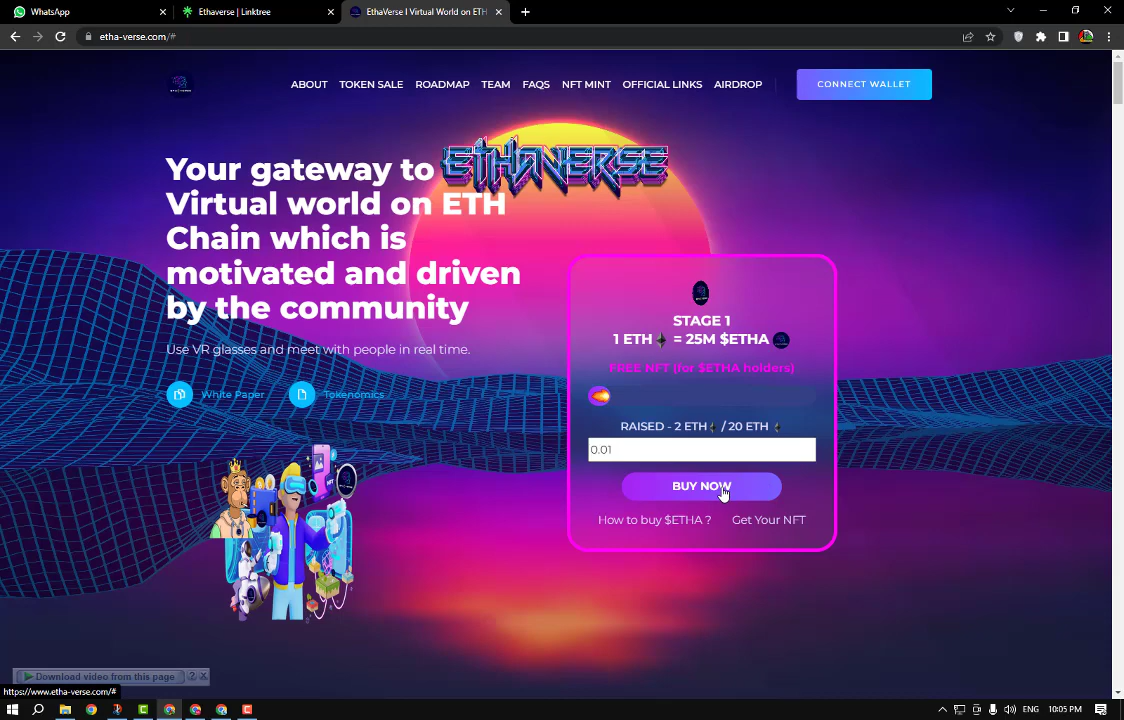 WhatsApp
Ethaverse | Linktree
EthaVerse I Virtual World on ETH
etha-verse.com/#
ABOUT
TOKEN SALE
ROADMAP
TEAM
FAQS
NFT MINT
OFFICIAL LINKS
AIRDROP
CONNECT WALLET
ETHAVERSE
Your gateway to
Virtual world on ETH
Chain which is
motivated and driven
by the community
Use VR glasses and meet with people in real time.
White Paper
Tokenomics
STAGE 1
1 ETH = 25M $ETHA
FREE NFT (for $ETHA holders)
RAISED - 2 ETH / 20 ETH
0.01
BUY NOW
How to buy $ETHA ?
Get Your NFT
Download video from this page
?
https://www.etha-verse.com/#
ENG
10:05 PM